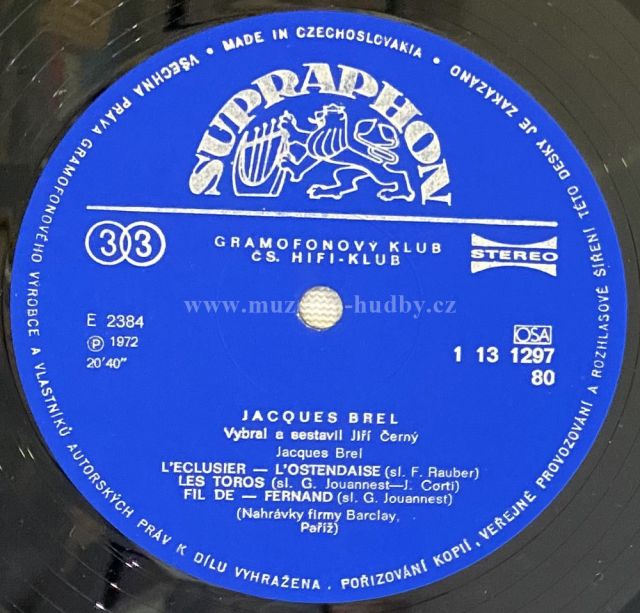 VŠECHNA PRÁVA GRAMOFONOVÉHO VÝROBCE A VLASTNÍKŮ AUTORSKÝCH PRÁV K DÍLU VYHRAŽENA. POŘIZOVÁNÍ KOPIÍ, VEŘEJNÉ PROVOZOVÁNÍ A ROZHLASOVÉ ŠÍŘENÍ TÉTO DESKY JE ZAKÁZÁNO
• MADE IN CZECHOSLOVAKIA •
SUPRAPHON
33
GRAMOFONOVÝ KLUB
ČS. HIFI-KLUB
STEREO
E 2384
Ⓟ 1972
20′40″
OSA
1 13 1297
80
JACQUES BREL
Vybral a sestavil Jiří Černý
Jacques Brel
L'ECLUSIER — L'OSTENDAISE (sl. F. Rauber)
LES TOROS (sl. G. Jouannest—J. Corti)
FIL DE — FERNAND (sl. G. Jouannest)
(Nahrávky firmy Barclay,
Paříž)